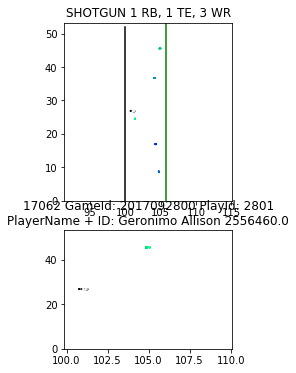 SHOTGUN 1 RB, 1 TE, 3 WR
50
40
30
20
10
0
95 100 105 110 115
17062 GameId: 2017092800 PlayId: 2801
PlayerName + ID: Geronimo Allison 2556460.0
40
20
0
100.0 102.5 105.0 107.5 110.0